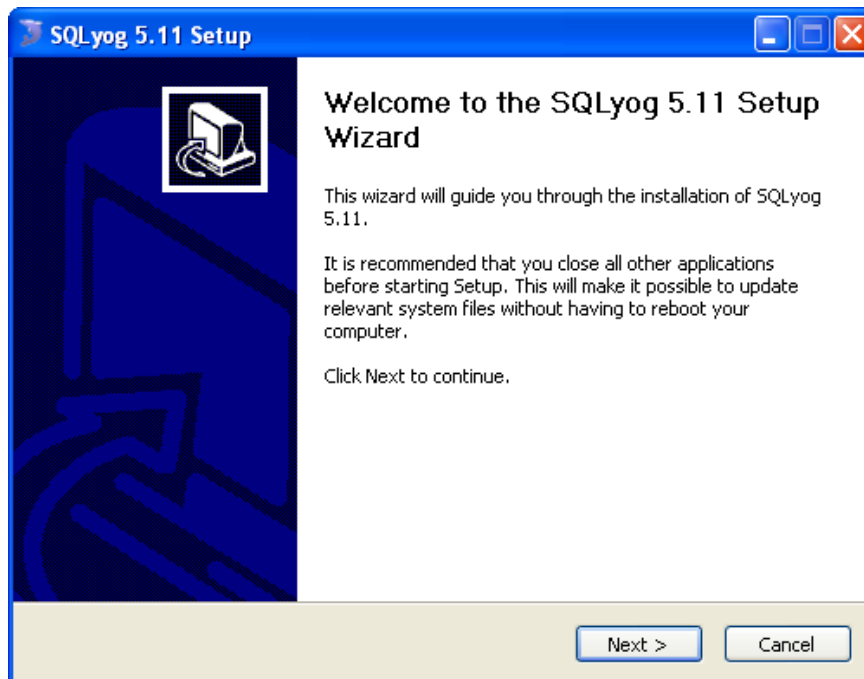 SQLyog 5.11 Setup
Welcome to the SQLyog 5.11 Setup
Wizard
This wizard will guide you through the installation of SQLyog
5.11.
It is recommended that you close all other applications
before starting Setup. This will make it possible to update
relevant system files without having to reboot your
computer.
Click Next to continue.
Next > Cancel